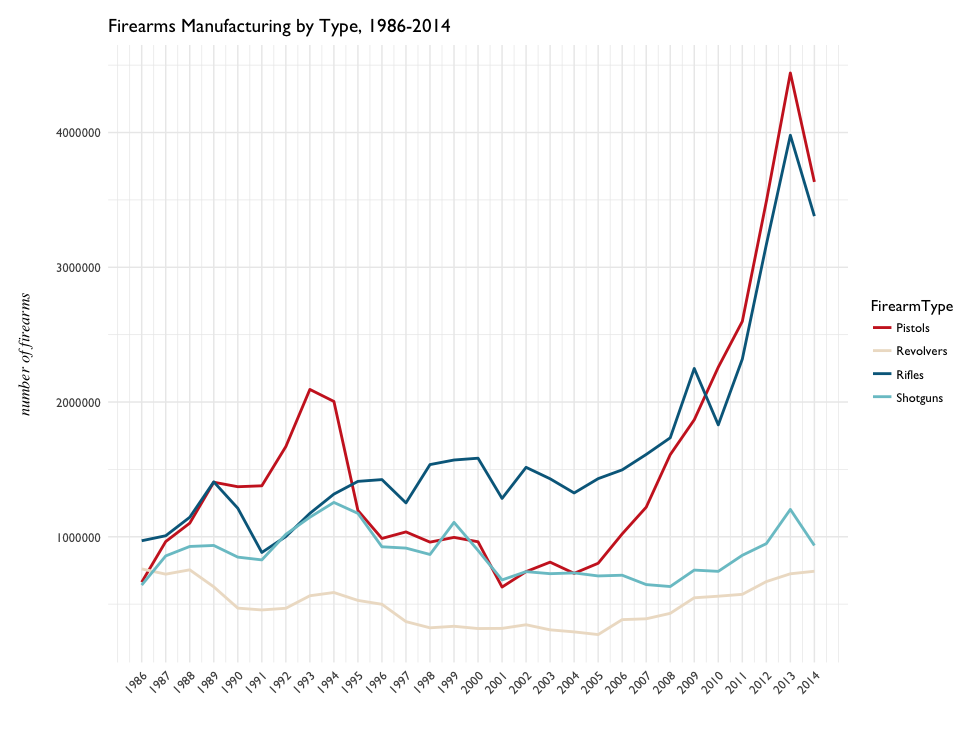 Firearms Manufacturing by Type, 1986-2014
number of firearms
4000000
3000000
2000000
1000000
1986 1987 1988 1989 1990 1991 1992 1993 1994 1995 1996 1997 1998 1999 2000 2001 2002 2003 2004 2005 2006 2007 2008 2009 2010 2011 2012 2013 2014
FirearmType
Pistols
Revolvers
Rifles
Shotguns